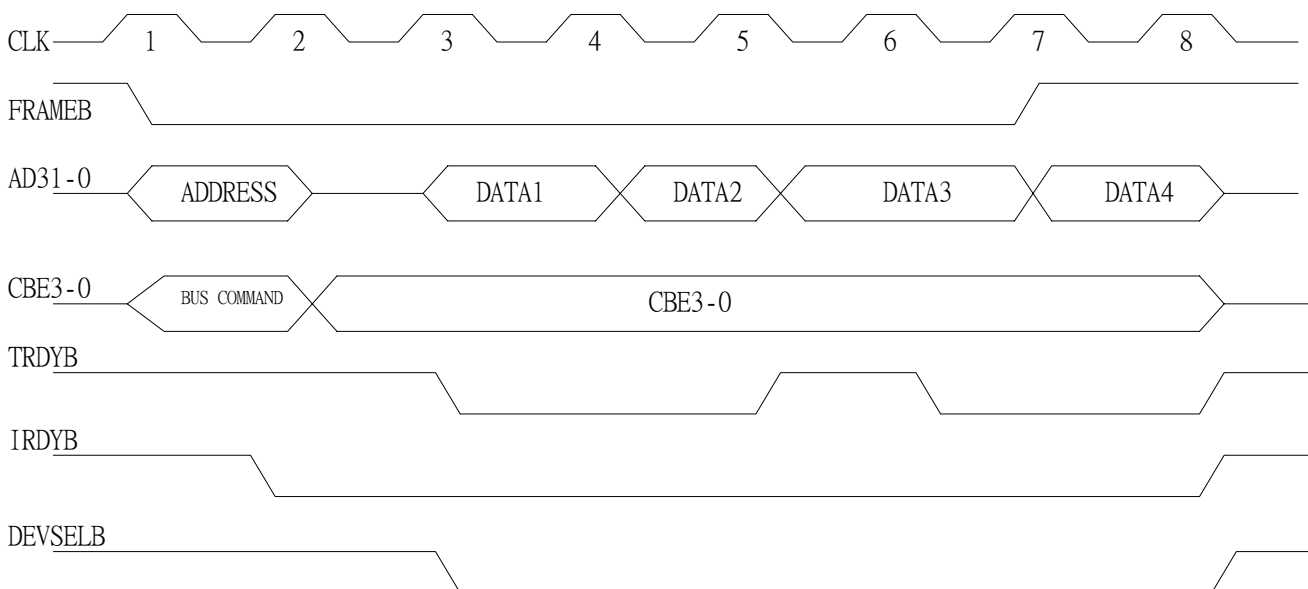 CLK 1 2 3 4 5 6 7 8
FRAMEB
AD31-0 ADDRESS DATA1 DATA2 DATA3 DATA4
CBE3-0 BUS COMMAND CBE3-0
TRDYB
IRDYB
DEVSELB